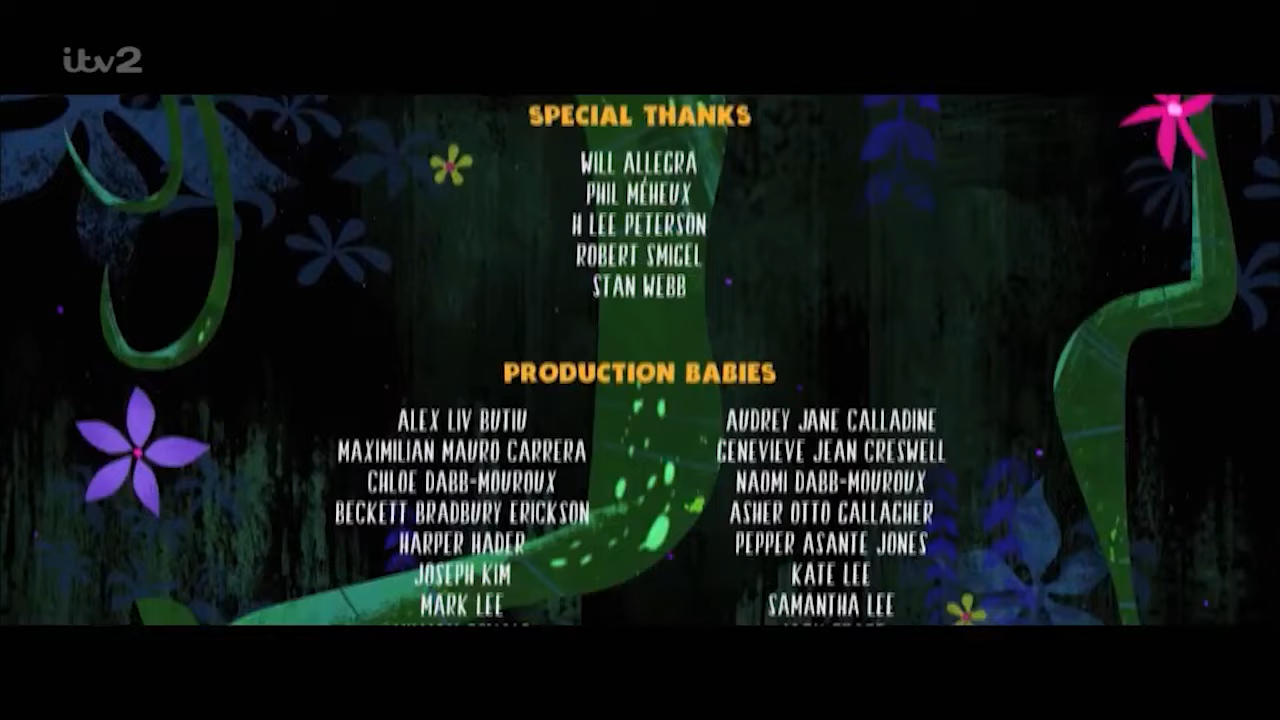 itv2
SPECIAL THANKS
WILL ALLEGRA
PHIL MÉHEUX
H LEE PETERSON
ROBERT SMIGEL
STAN WEBB
PRODUCTION BABIES
ALEX LIV BUTIU
AUDREY JANE CALLADINE
MAXIMILIAN MAURO CARRERA
GENEVIEVE JEAN CRESWELL
CHLOE DABB-MOUROUX
NAOMI DABB-MOUROUX
BECKETT BRADBURY ERICKSON
ASHER OTTO GALLAGHER
HARPER HADER
PEPPER ASANTE JONES
JOSEPH KIM
KATE LEE
MARK LEE
SAMANTHA LEE